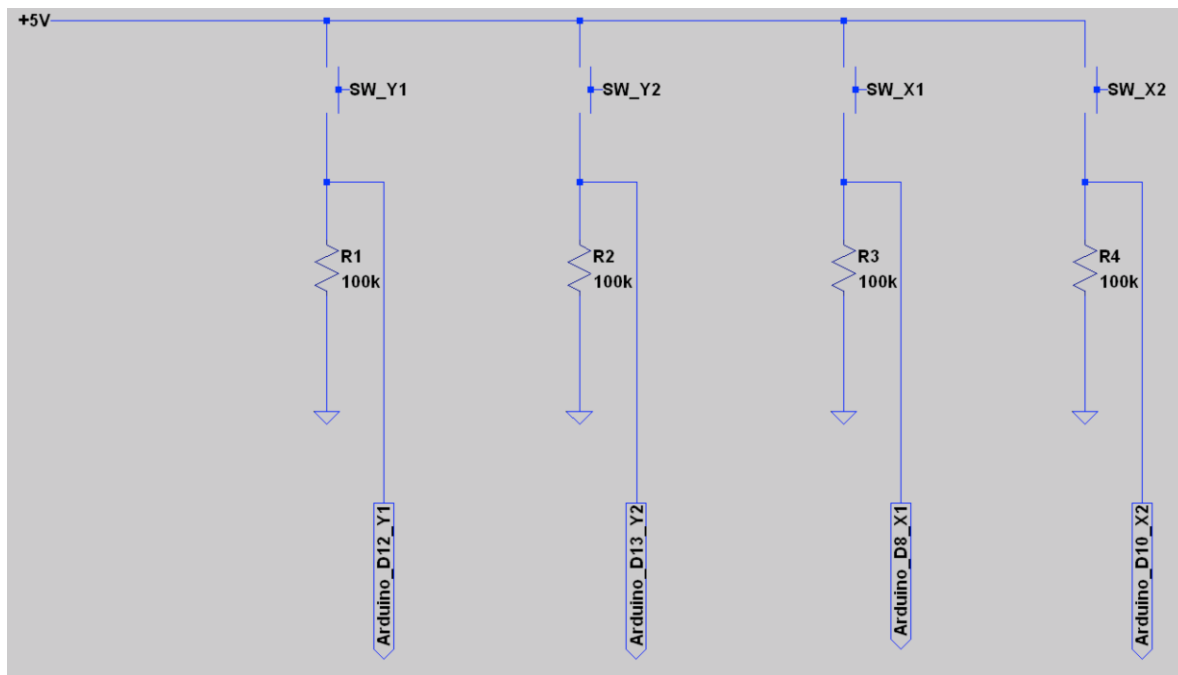 +5V
SW_Y1
SW_Y2
SW_X1
SW_X2
R1
100k
R2
100k
R3
100k
R4
100k
Arduino_D12_Y1
Arduino_D13_Y2
Arduino_D8_X1
Arduino_D10_X2